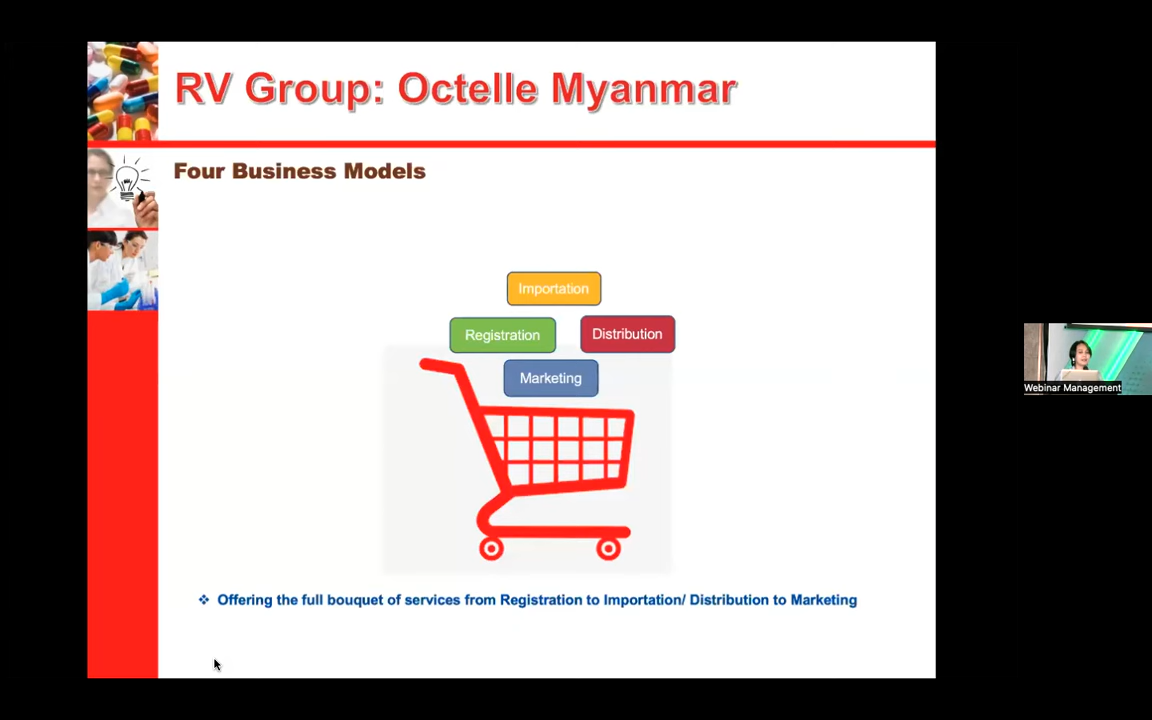 RV Group: Octelle Myanmar
Four Business Models
Importation
Registration
Distribution
Marketing
❖ Offering the full bouquet of services from Registration to Importation/ Distribution to Marketing
Webinar Management